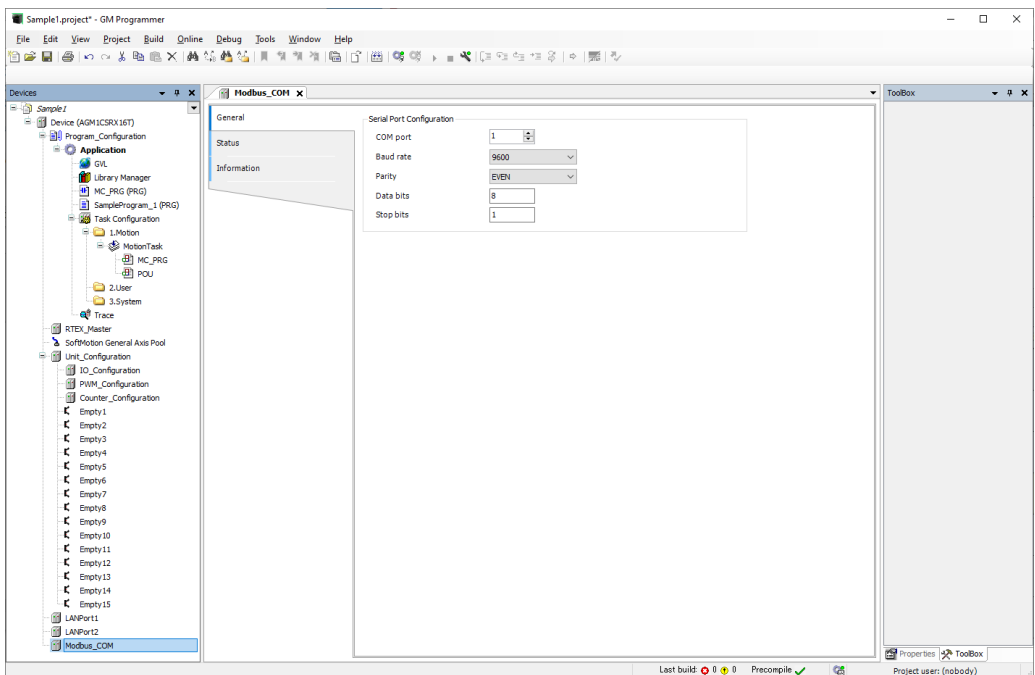 Sample1.project* - GM Programmer
File Edit View Project Build Online Debug Tools Window Help
Devices
Sample1
Device (AGM1CSRX16T)
Program_Configuration
Application
GVL
Library Manager
MC_PRG (PRG)
SampleProgram_1 (PRG)
Task Configuration
1.Motion
MotionTask
MC_PRG
POU
2.User
3.System
Trace
RTEX_Master
SoftMotion General Axis Pool
Unit_Configuration
IO_Configuration
PWM_Configuration
Counter_Configuration
Empty1
Empty2
Empty3
Empty4
Empty5
Empty6
Empty7
Empty8
Empty9
Empty10
Empty11
Empty12
Empty13
Empty14
Empty15
LANPort1
LANPort2
Modbus_COM
Modbus_COM
General
Status
Information
Serial Port Configuration
COM port 1
Baud rate 9600
Parity EVEN
Data bits 8
Stop bits 1
ToolBox
Properties ToolBox
Last build: 0 0 Precompile Project user: (nobody)